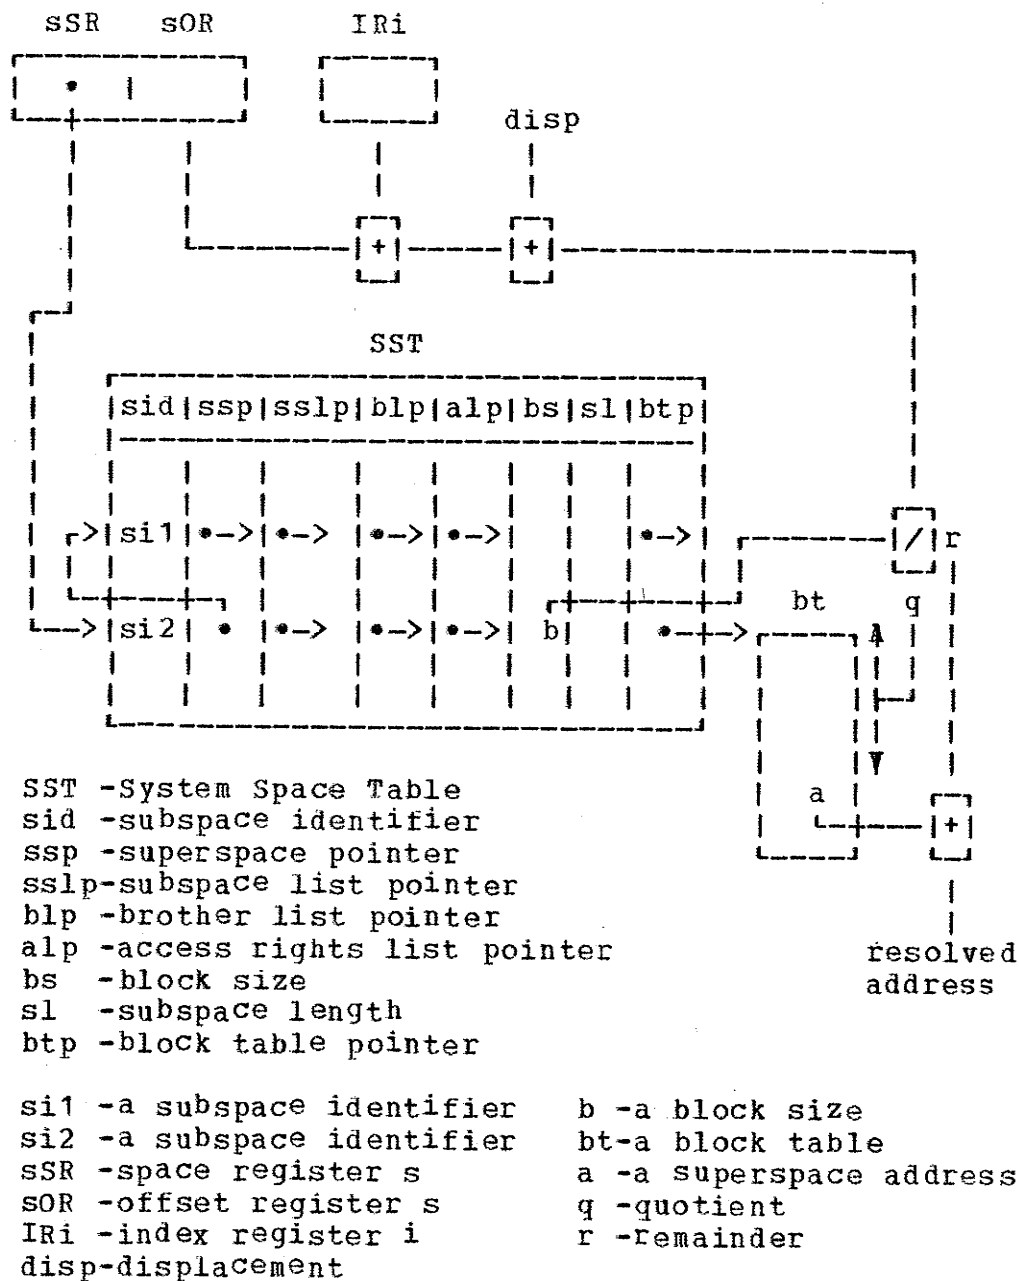 sSR sOR IRi
disp
+ +
SST
sid ssp sslp blp alp bs sl btp
si1 / r
bt q
si2 b
a
+
SST -System Space Table
sid -subspace identifier
ssp -superspace pointer
sslp-subspace list pointer
blp -brother list pointer
alp -access rights list pointer
resolved
bs -block size
address
sl -subspace length
btp -block table pointer
si1 -a subspace identifier b -a block size
si2 -a subspace identifier bt-a block table
sSR -space register s a -a superspace address
sOR -offset register s q -quotient
IRi -index register i r -remainder
disp-displacement